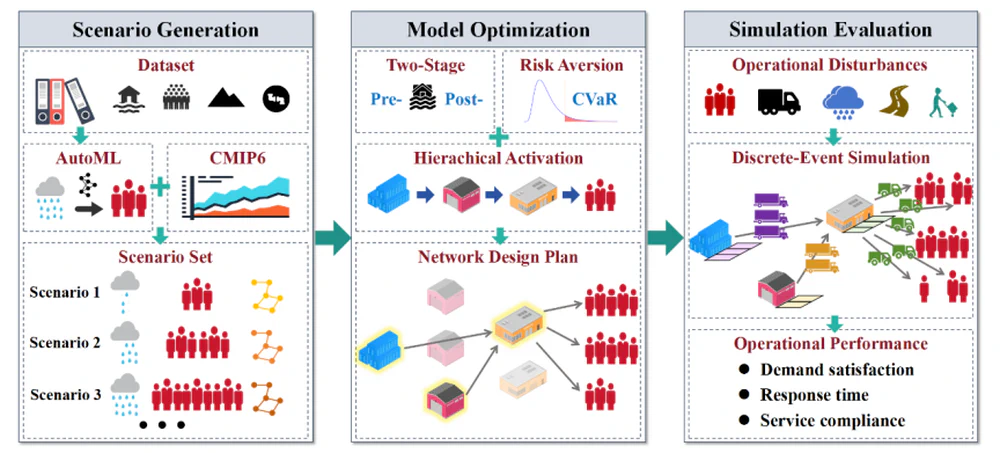 Scenario Generation
Dataset
AutoML
CMIP6
Scenario Set
Scenario 1
Scenario 2
Scenario 3
Model Optimization
Two-Stage
Pre-
Post-
Risk Aversion
CVaR
Hierachical Activation
Network Design Plan
Simulation Evaluation
Operational Disturbances
Discrete-Event Simulation
Operational Performance
● Demand satisfaction
● Response time
● Service compliance